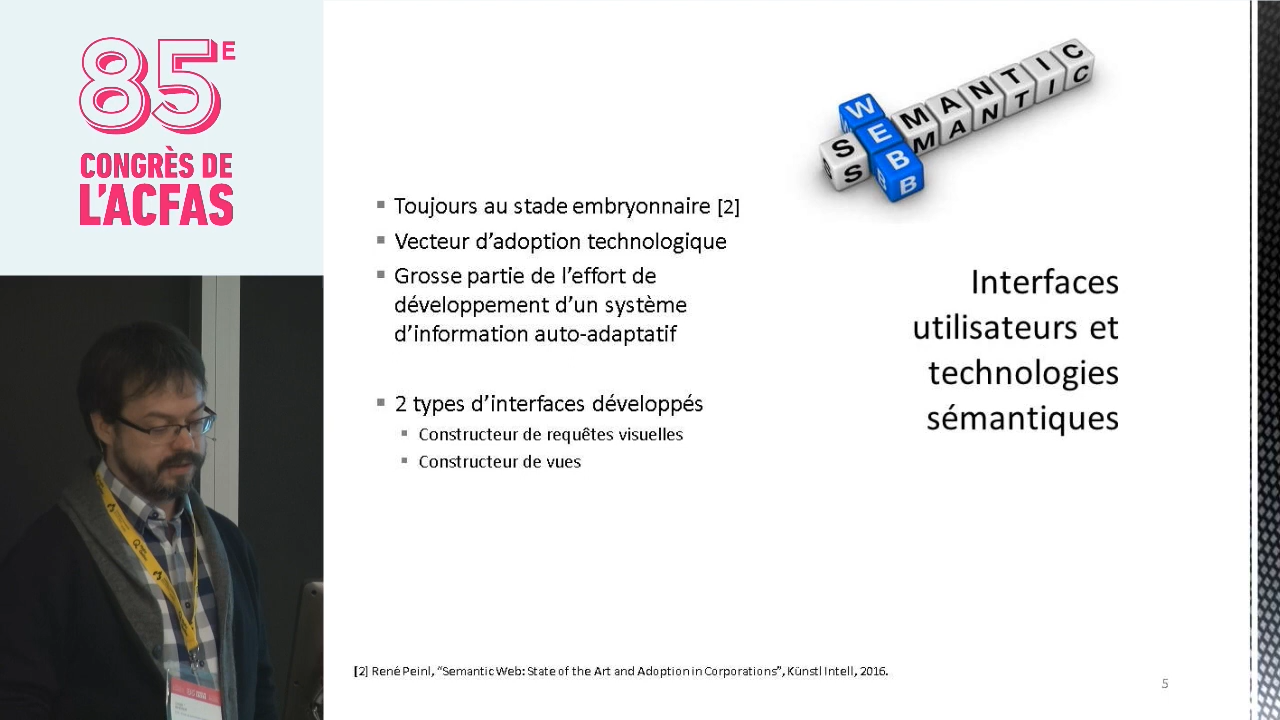 85E
CONGRÈS DE
L'ACFAS
WEB
SEMANTIC
SEMANTIC
B
Toujours au stade embryonnaire [2]
Vecteur d'adoption technologique
Grosse partie de l'effort de
développement d'un système
d'information auto-adaptatif
2 types d'interfaces développés
Constructeur de requêtes visuelles
Constructeur de vues
Interfaces
utilisateurs et
technologies
sémantiques
[2] René Peinl, "Semantic Web: State of the Art and Adoption in Corporations", Künstl Intell, 2016.
5